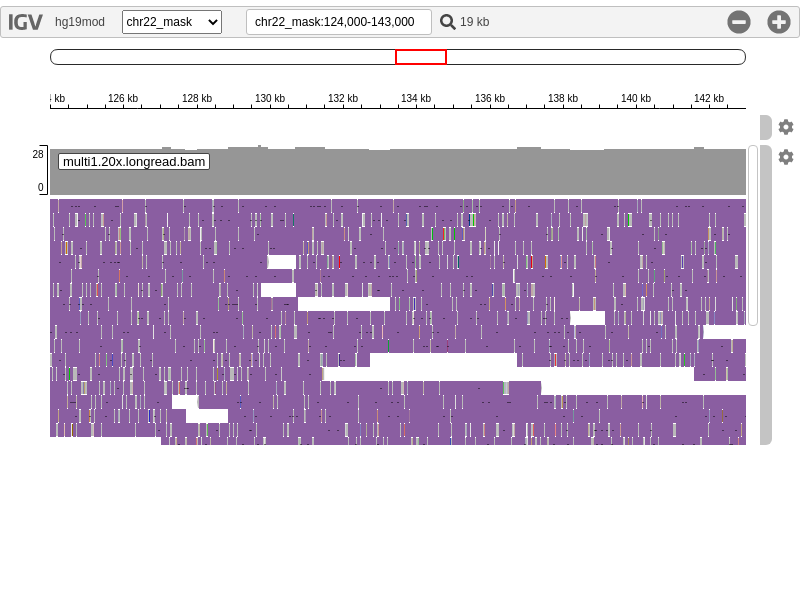 IGV hg19mod chr22_mask chr22_mask:124,000-143,000 19 kb
kb 126 kb 128 kb 130 kb 132 kb 134 kb 136 kb 138 kb 140 kb 142 kb
28
multi1.20x.longread.bam
0